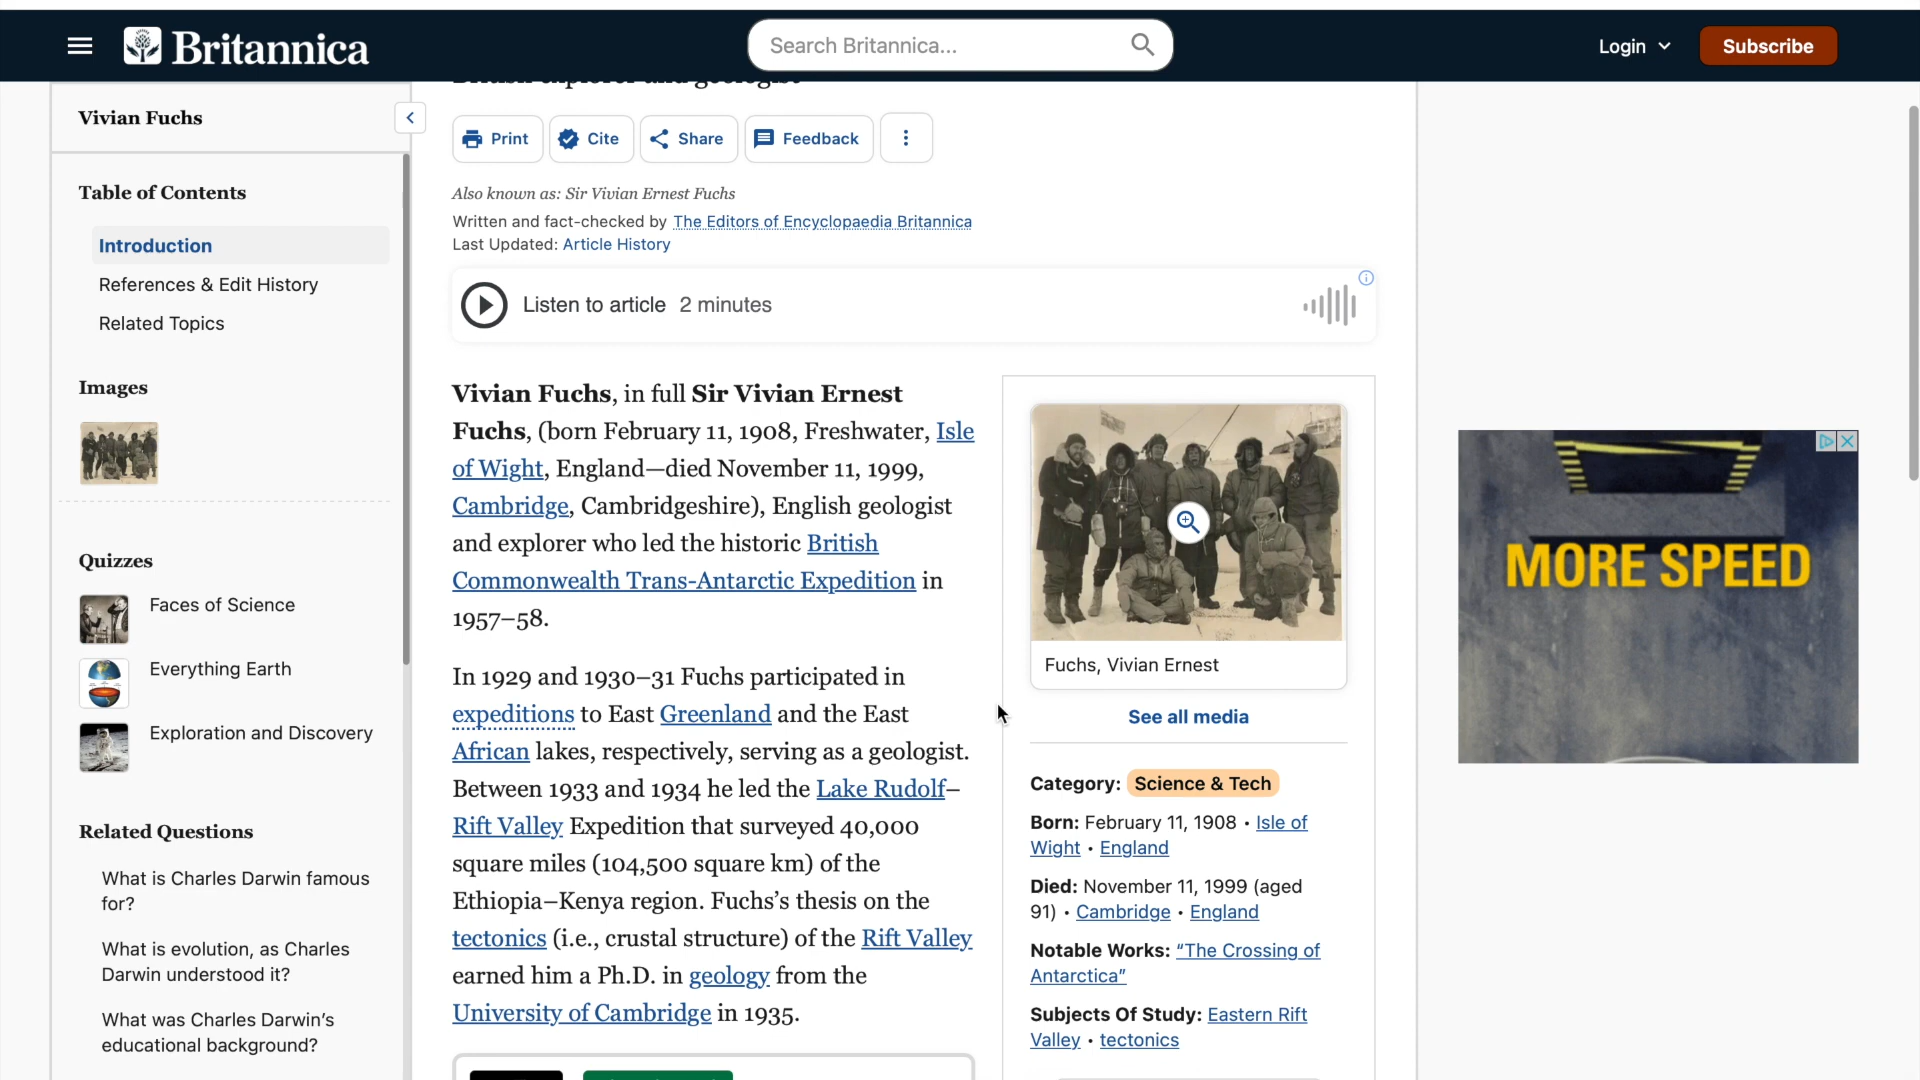 Britannica
Search Britannica...
Login
Subscribe
British explorer and geologist
Vivian Fuchs
Table of Contents
Introduction
References & Edit History
Related Topics
Images
Quizzes
Faces of Science
Everything Earth
Exploration and Discovery
Related Questions
What is Charles Darwin famous
for?
What is evolution, as Charles
Darwin understood it?
What was Charles Darwin’s
educational background?
Print
Cite
Share
Feedback
Also known as: Sir Vivian Ernest Fuchs
Written and fact-checked by The Editors of Encyclopaedia Britannica
Last Updated: Article History
Listen to article 2 minutes
Vivian Fuchs, in full Sir Vivian Ernest
Fuchs, (born February 11, 1908, Freshwater, Isle
of Wight, England—died November 11, 1999,
Cambridge, Cambridgeshire), English geologist
and explorer who led the historic British
Commonwealth Trans-Antarctic Expedition in
1957–58.
In 1929 and 1930–31 Fuchs participated in
expeditions to East Greenland and the East
African lakes, respectively, serving as a geologist.
Between 1933 and 1934 he led the Lake Rudolf–
Rift Valley Expedition that surveyed 40,000
square miles (104,500 square km) of the
Ethiopia–Kenya region. Fuchs’s thesis on the
tectonics (i.e., crustal structure) of the Rift Valley
earned him a Ph.D. in geology from the
University of Cambridge in 1935.
Fuchs, Vivian Ernest
See all media
Category: Science & Tech
Born: February 11, 1908 • Isle of
Wight • England
Died: November 11, 1999 (aged
91) • Cambridge • England
Notable Works: “The Crossing of
Antarctica”
Subjects Of Study: Eastern Rift
Valley • tectonics
MORE SPEED